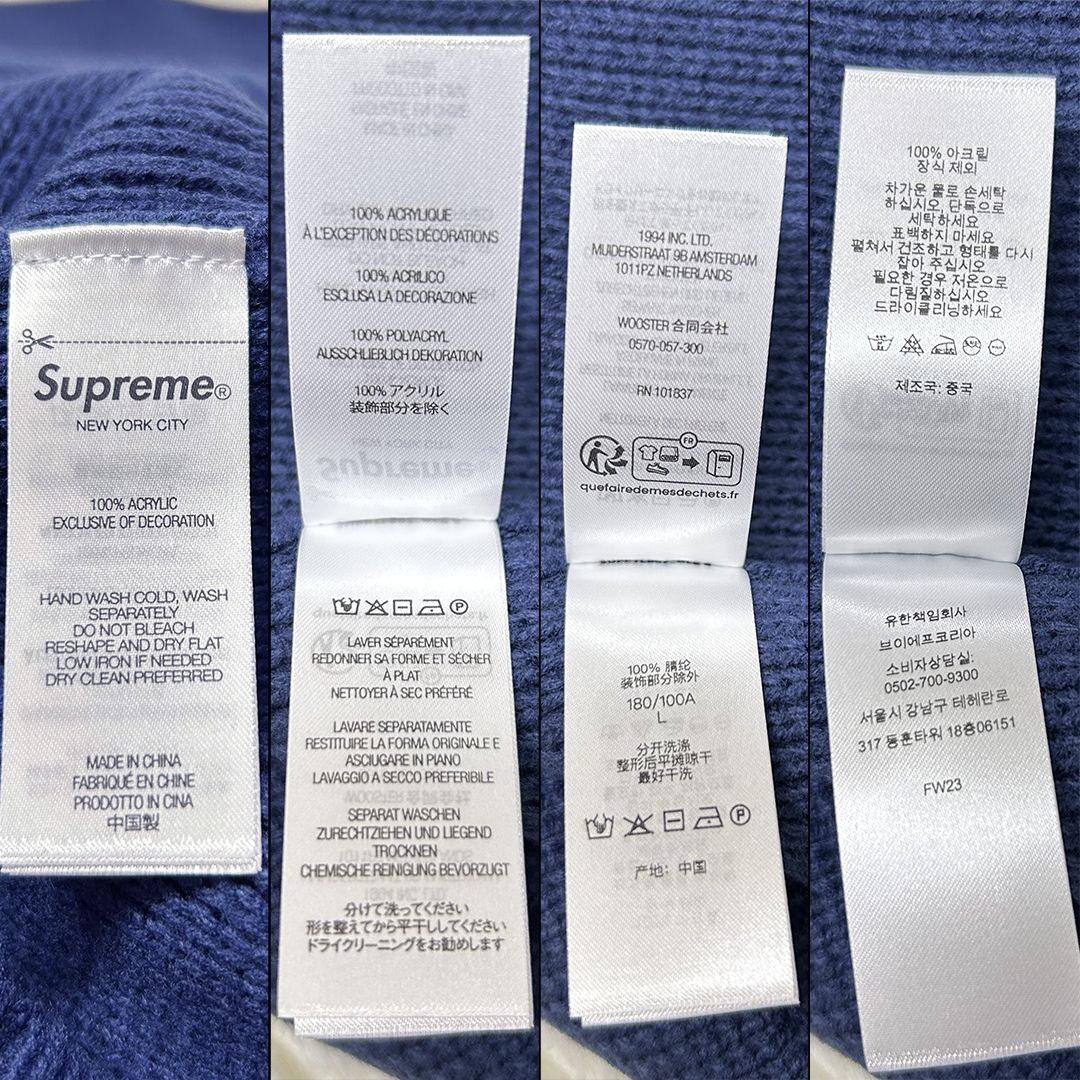 Supreme®
NEW YORK CITY
100% ACRYLIC
EXCLUSIVE OF DECORATION
HAND WASH COLD, WASH
SEPARATELY
DO NOT BLEACH
RESHAPE AND DRY FLAT
LOW IRON IF NEEDED
DRY CLEAN PREFERRED
MADE IN CHINA
FABRIQUÉ EN CHINE
PRODOTTO IN CINA
中国製
100% ACRYLIQUE
À L'EXCEPTION DES DÉCORATIONS
100% ACRILICO
ESCLUSA LA DECORAZIONE
100% POLYACRYL
AUSSCHLIEBLICH DEKORATION
100% アクリル
装飾部分を除く
LAVER SÉPARÉMENT
REDONNER SA FORME ET SÉCHER
À PLAT
NETTOYER À SEC PRÉFÉRÉ
LAVARE SEPARATAMENTE
RESTITUIRE LA FORMA ORIGINALE E
ASCIUGARE IN PIANO
LAVAGGIO A SECCO PREFERIBILE
SEPARAT WASCHEN
ZURECHTZIEHEN UND LIEGEND
TROCKNEN
CHEMISCHE REINIGUNG BEVORZUGT
分けて洗ってください
形を整えてから平干ししてください
ドライクリーニングをお勧めします
1994 INC. LTD.
MUIDERSTRAAT 9B AMSTERDAM
1011PZ NETHERLANDS
WOOSTER 合同会社
0570-057-300
RN 101837
FR
quefairedemesdechets.fr
100% 腈纶
装饰部分除外
180/100A
L
分开洗涤
整形后平摊晾干
最好干洗
产地: 中国
100% 아크릴
장식 제외
차가운 물로 손세탁
하십시오, 단독으로
세탁하세요
표백하지 마세요
펼쳐서 건조하고 형태를 다시
잡아 주십시오
필요한 경우 저온으로
다림질하십시오
드라이클리닝하세요
제조국: 중국
유한책임회사
브이에프코리아
소비자상담실:
0502-700-9300
서울시 강남구 테헤란로
317 동훈타워 18층06151
FW23